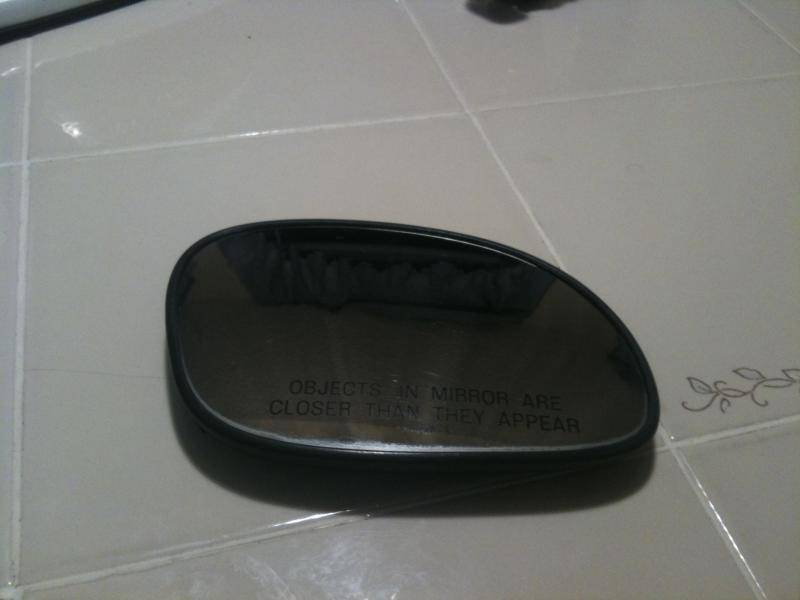 OBJECTS IN MIRROR ARE
CLOSER THAN THEY APPEAR